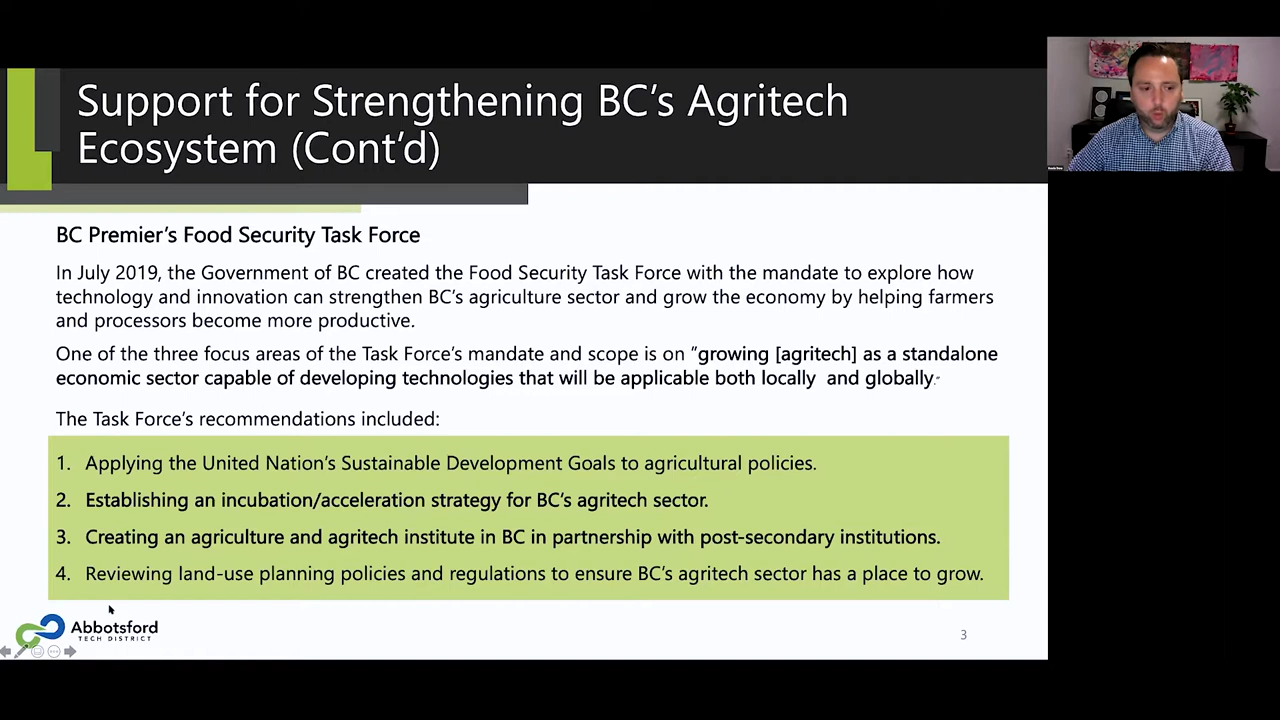 Support for Strengthening BC's Agritech
Ecosystem (Cont'd)
BC Premier's Food Security Task Force
In July 2019, the Government of BC created the Food Security Task Force with the mandate to explore how
technology and innovation can strengthen BC's agriculture sector and grow the economy by helping farmers
and processors become more productive.
One of the three focus areas of the Task Force's mandate and scope is on "growing [agritech] as a standalone
economic sector capable of developing technologies that will be applicable both locally and globally."
The Task Force's recommendations included:
1. Applying the United Nation's Sustainable Development Goals to agricultural policies.
2. Establishing an incubation/acceleration strategy for BC's agritech sector.
3. Creating an agriculture and agritech institute in BC in partnership with post-secondary institutions.
4. Reviewing land-use planning policies and regulations to ensure BC's agritech sector has a place to grow.
Abbotsford
TECH DISTRICT
3